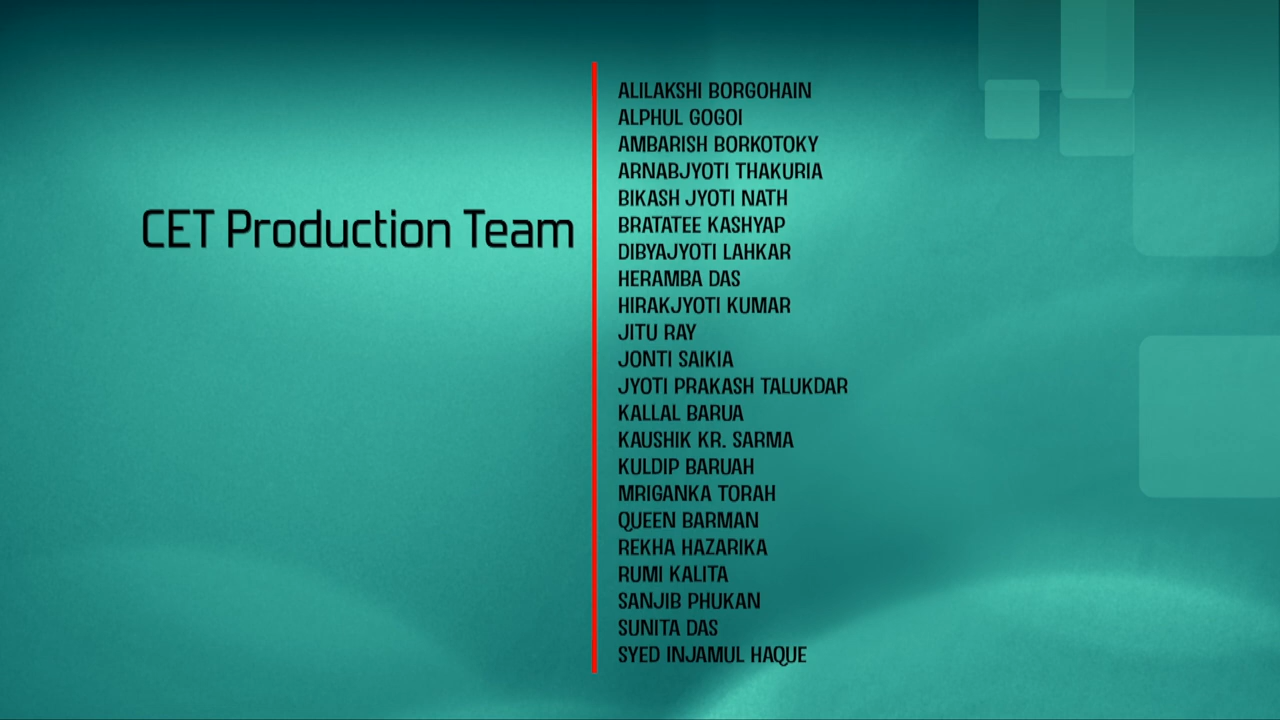 CET Production Team
ALILAKSHI BORGOHAIN
ALPHUL GOGOI
AMBARISH BORKOTOKY
ARNABJYOTI THAKURIA
BIKASH JYOTI NATH
BRATATEE KASHYAP
DIBYAJYOTI LAHKAR
HERAMBA DAS
HIRAKJYOTI KUMAR
JITU RAY
JONTI SAIKIA
JYOTI PRAKASH TALUKDAR
KALLAL BARUA
KAUSHIK KR. SARMA
KULDIP BARUAH
MRIGANKA TORAH
QUEEN BARMAN
REKHA HAZARIKA
RUMI KALITA
SANJIB PHUKAN
SUNITA DAS
SYED INJAMUL HAQUE